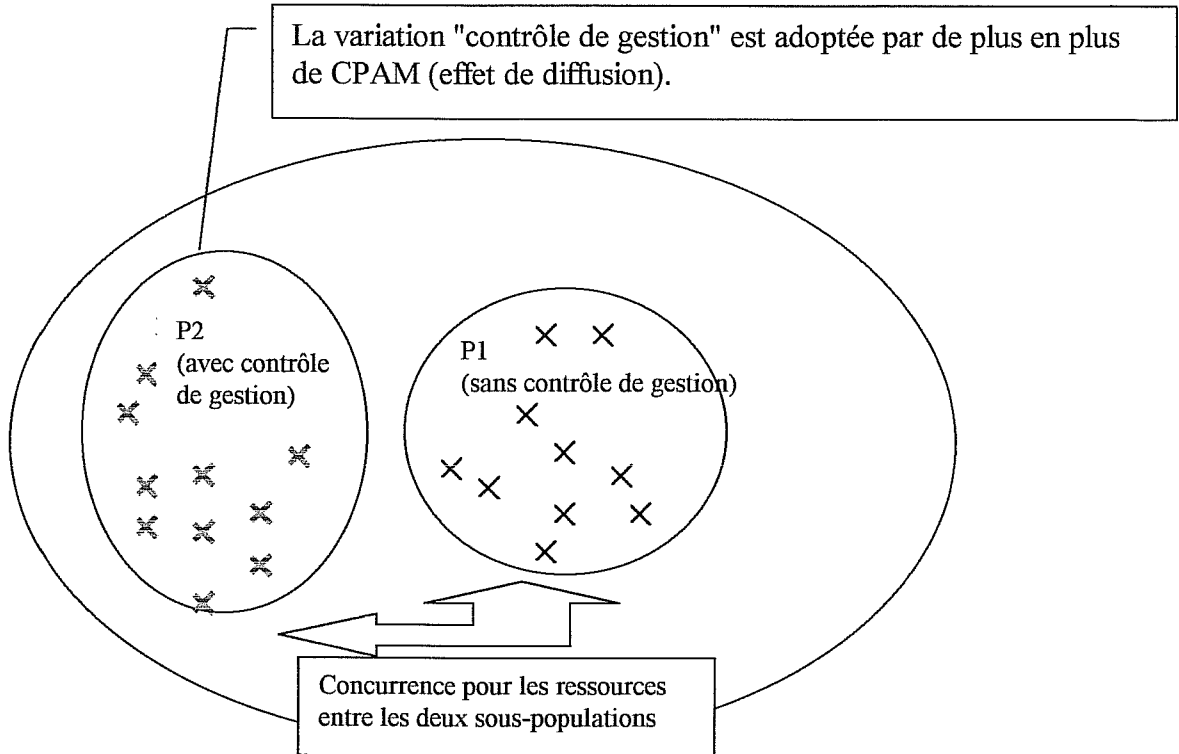 La variation "contrôle de gestion" est adoptée par de plus en plus
de CPAM (effet de diffusion).
P2
(avec contrôle
de gestion)
P1
(sans contrôle de gestion)
Concurrence pour les ressources
entre les deux sous-populations